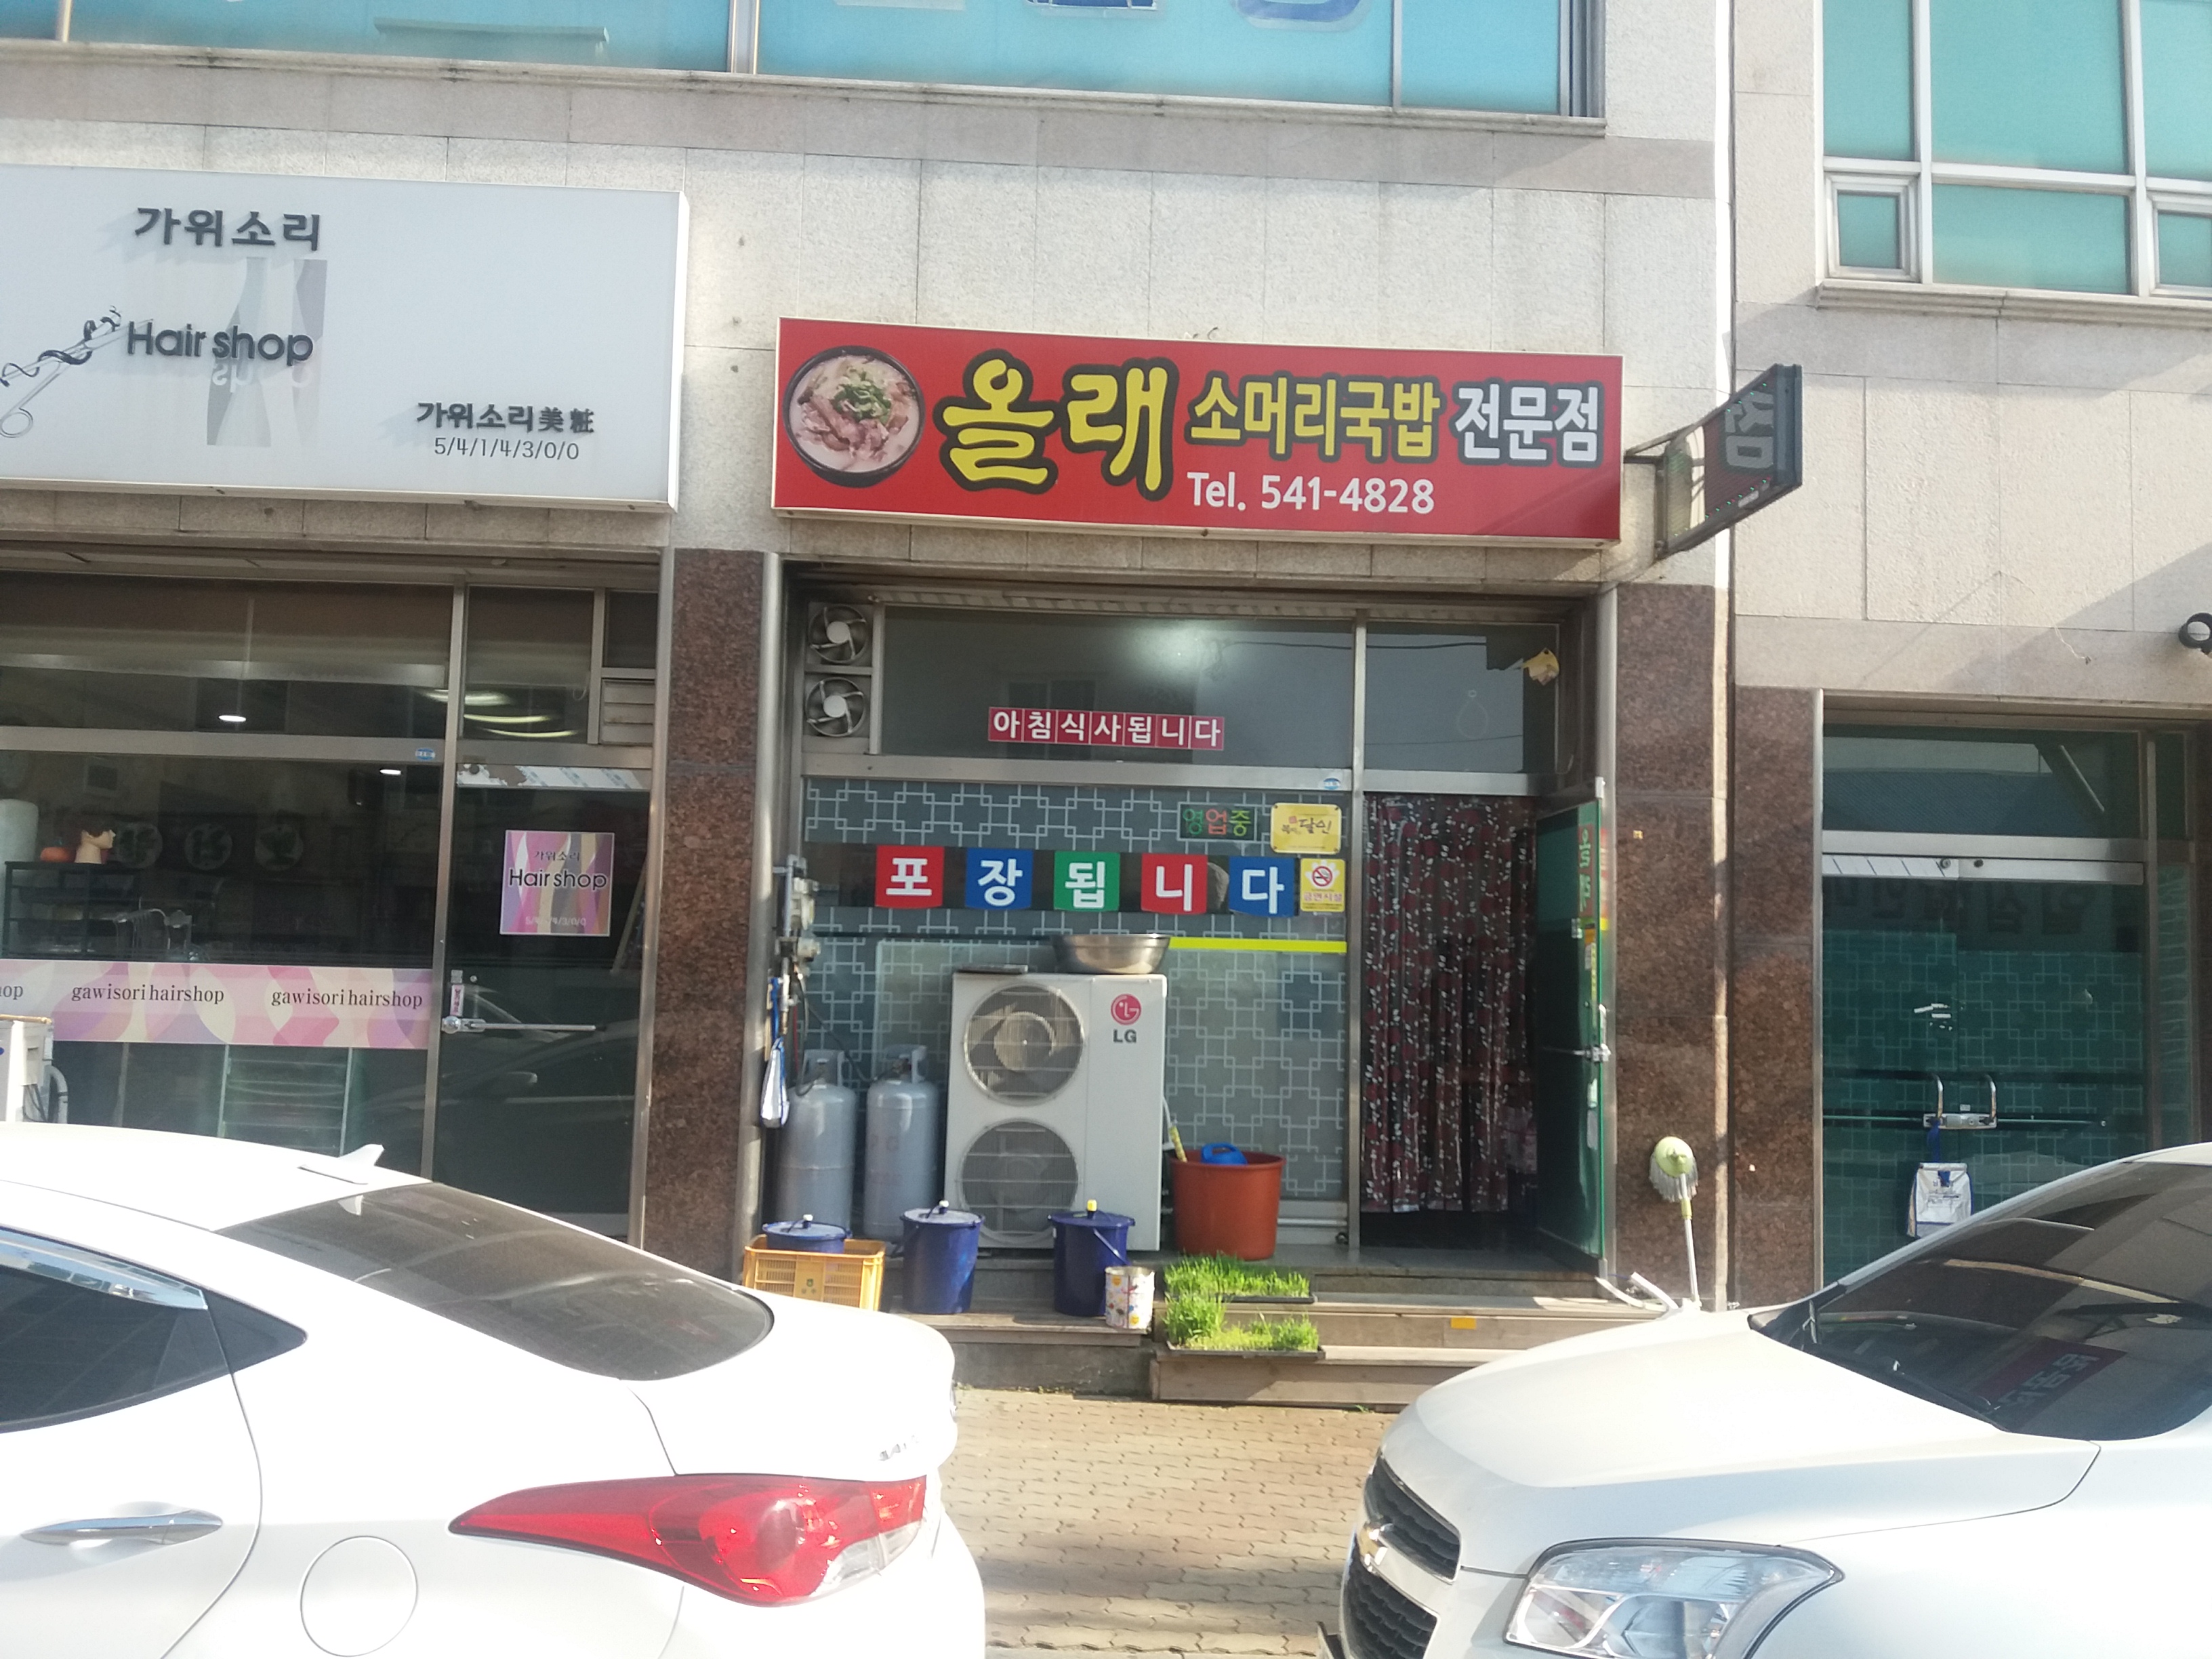 가위소리
Hair shop
가위소리美粧
5/4/1/4/3/0/0
올래 소머리국밥 전문점
Tel. 541-4828
아침식사됩니다
영업중
달인
포장됩니다
금연시설
가위소리
Hair shop
gawisori hairshop gawisori hairshop
LG